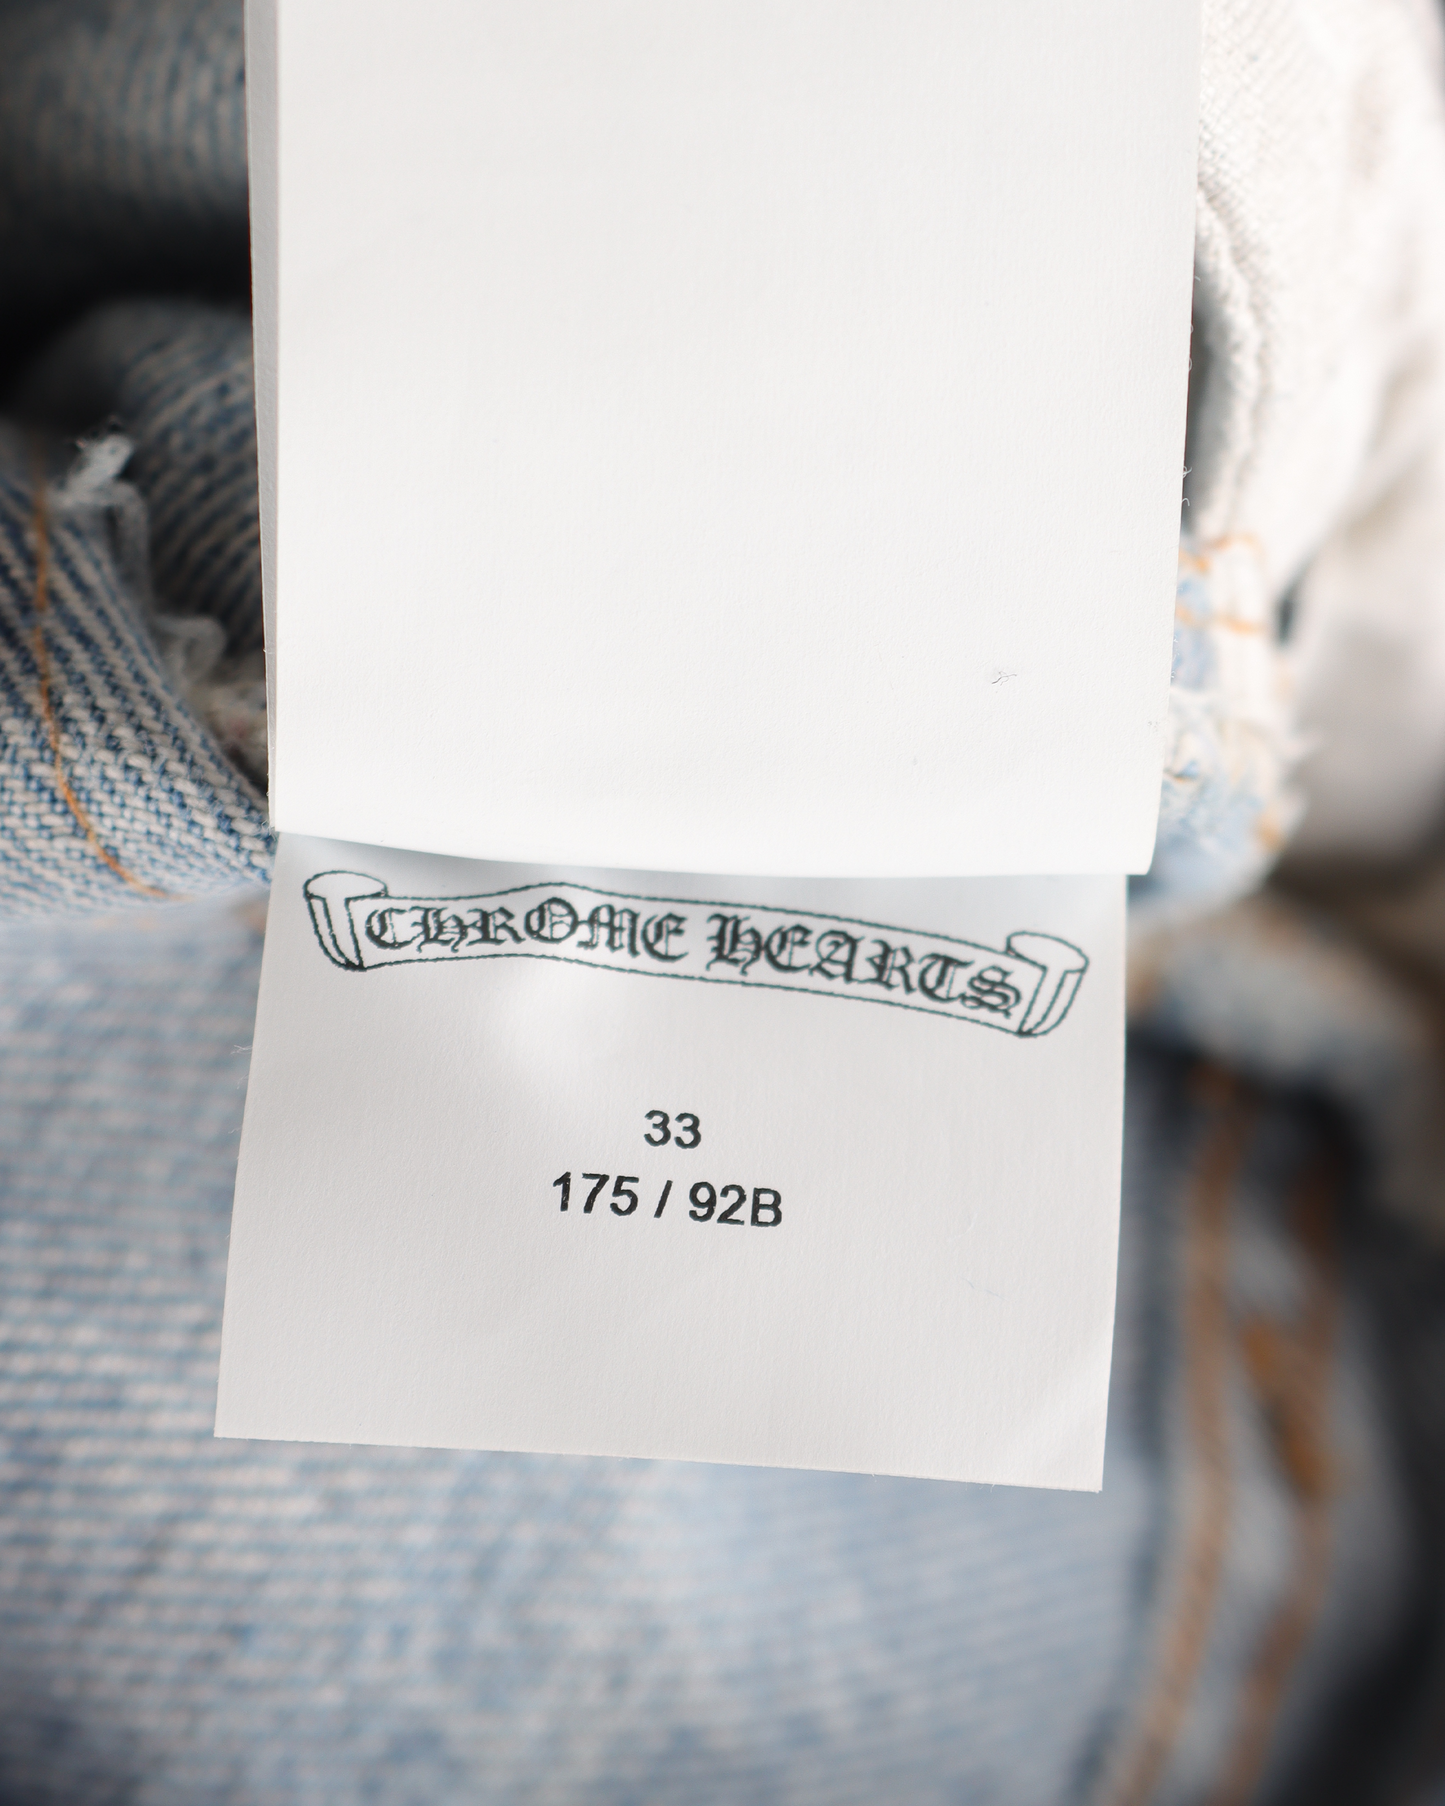 CHROME HEARTS
33
175 / 92B